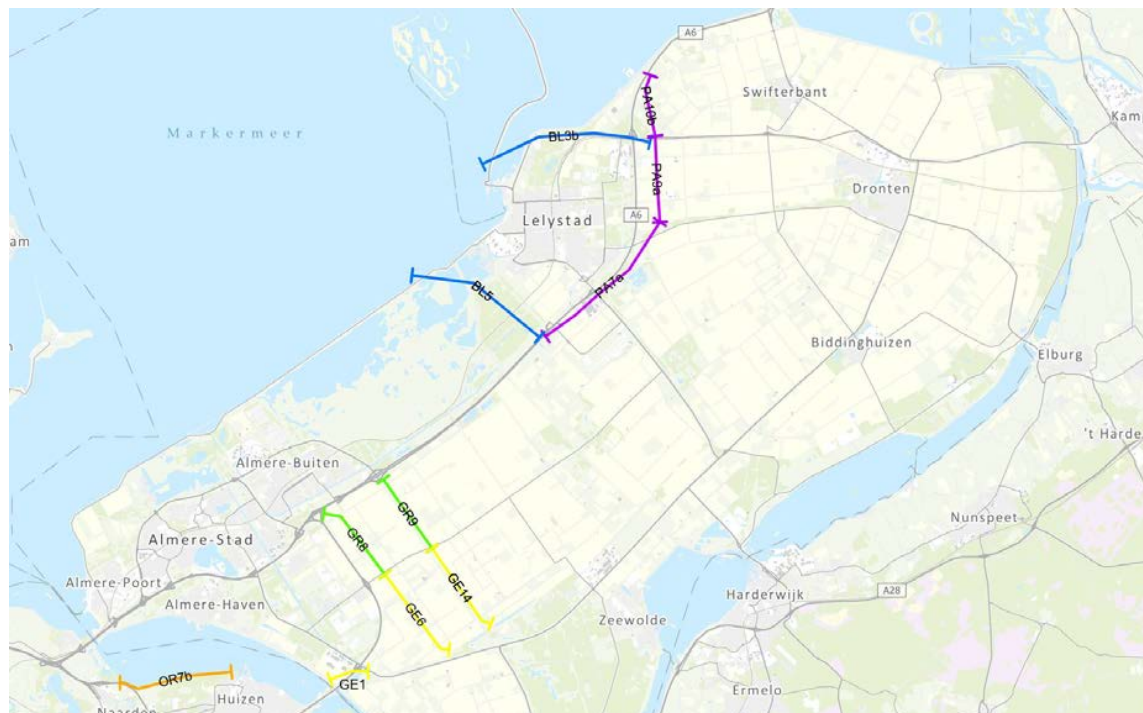 A6
Swifterbant
PA10b
Kam
Markermeer
BL3b
PA9a
Dronten
Lelystad
A6
am
BL5
PA7a
Biddinghuizen
Elburg
't Harde
Almere-Buiten
GR9
Nunspeet
GR8
Almere-Stad
Almere-Poort
GE14
A28
Harderwijk
Almere-Haven
GE6
Zeewolde
OR7b
GE1
Huizen
Ermelo
Naarden